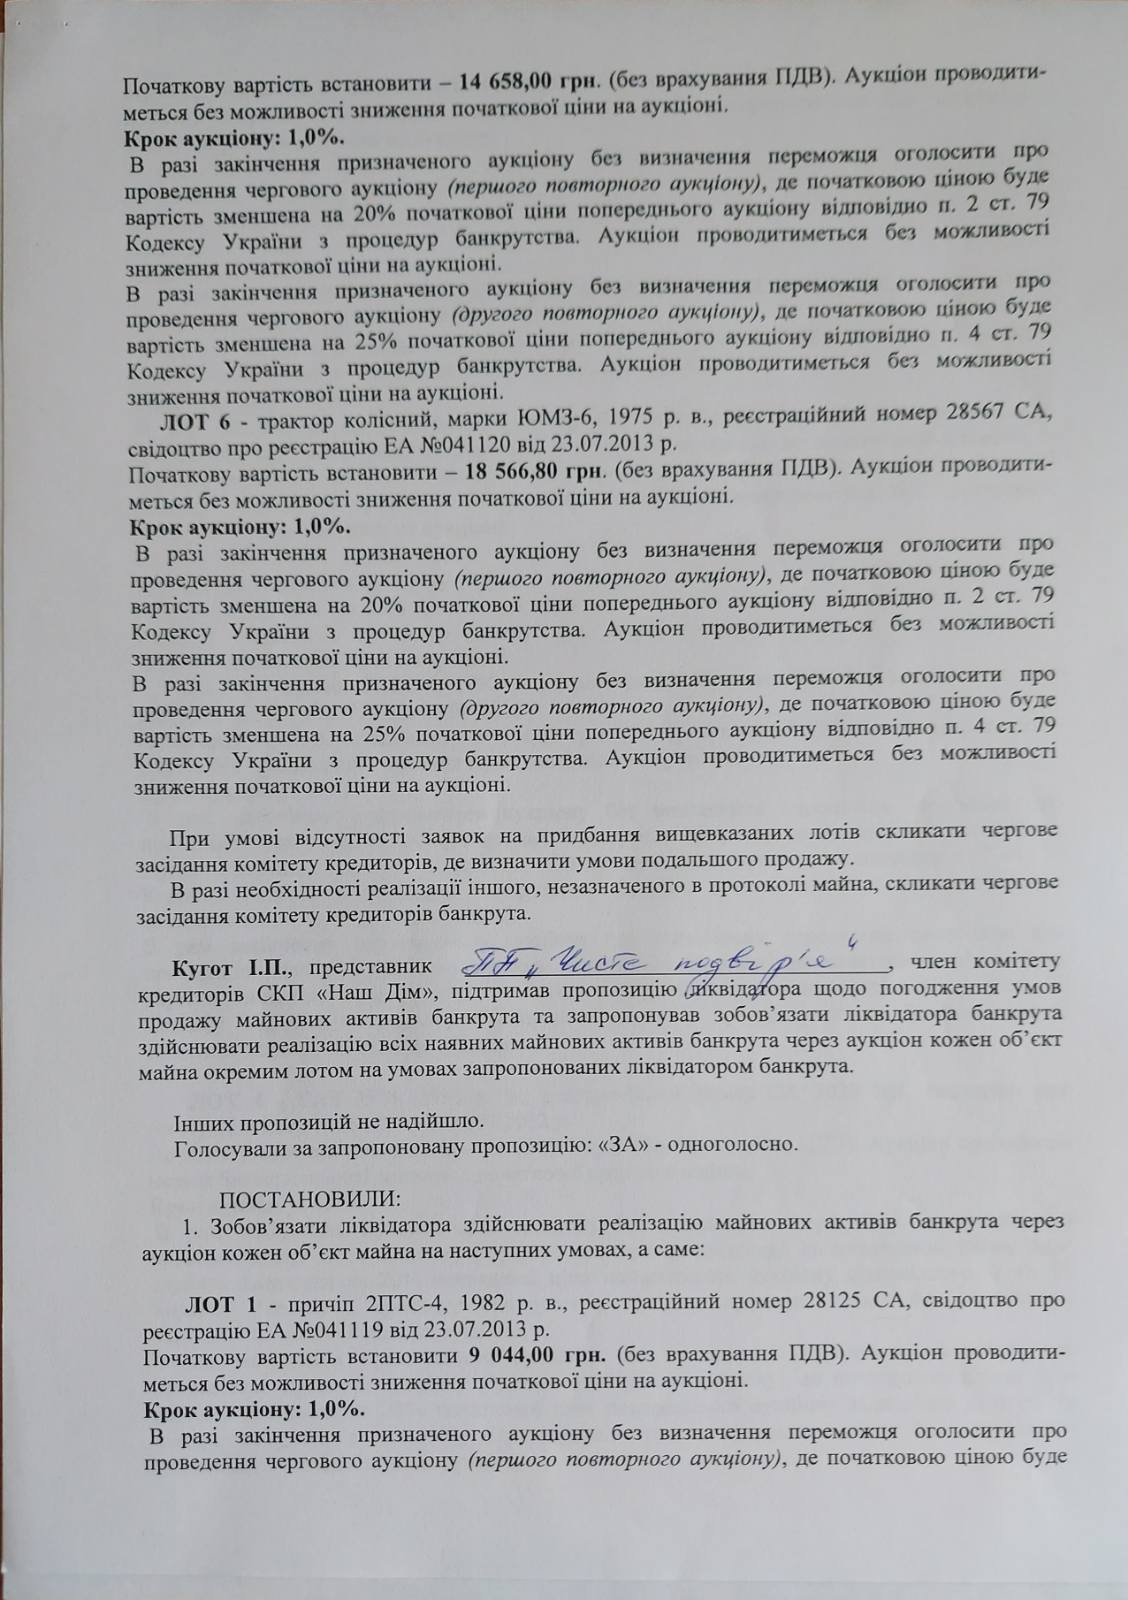 Початкову вартість встановити – 14 658,00 грн. (без врахування ПДВ). Аукціон проводити-
меться без можливості зниження початкової ціни на аукціоні.
Крок аукціону: 1,0%.
В разі закінчення призначеного аукціону без визначення переможця оголосити про
проведення чергового аукціону (першого повторного аукціону), де початковою ціною буде
вартість зменшена на 20% початкової ціни попереднього аукціону відповідно п. 2 ст. 79
Кодексу України з процедур банкрутства. Аукціон проводитиметься без можливості
зниження початкової ціни на аукціоні.
В разі закінчення призначеного аукціону без визначення переможця оголосити про
проведення чергового аукціону (другого повторного аукціону), де початковою ціною буде
вартість зменшена на 25% початкової ціни попереднього аукціону відповідно п. 4 ст. 79
Кодексу України з процедур банкрутства. Аукціон проводитиметься без можливості
зниження початкової ціни на аукціоні.
ЛОТ 6 - трактор колісний, марки ЮМЗ-6, 1975 р. в., реєстраційний номер 28567 СА,
свідоцтво про реєстрацію ЕА №041120 від 23.07.2013 р.
Початкову вартість встановити – 18 566,80 грн. (без врахування ПДВ). Аукціон проводити-
меться без можливості зниження початкової ціни на аукціоні.
Крок аукціону: 1,0%.
В разі закінчення призначеного аукціону без визначення переможця оголосити про
проведення чергового аукціону (першого повторного аукціону), де початковою ціною буде
вартість зменшена на 20% початкової ціни попереднього аукціону відповідно п. 2 ст. 79
Кодексу України з процедур банкрутства. Аукціон проводитиметься без можливості
зниження початкової ціни на аукціоні.
В разі закінчення призначеного аукціону без визначення переможця оголосити про
проведення чергового аукціону (другого повторного аукціону), де початковою ціною буде
вартість зменшена на 25% початкової ціни попереднього аукціону відповідно п. 4 ст. 79
Кодексу України з процедур банкрутства. Аукціон проводитиметься без можливості
зниження початкової ціни на аукціоні.
При умові відсутності заявок на придбання вищевказаних лотів скликати чергове
засідання комітету кредиторів, де визначити умови подальшого продажу.
В разі необхідності реалізації іншого, незазначеного в протоколі майна, скликати чергове
засідання комітету кредиторів банкрута.
Кугот І.П., представник ПП „Чисте подвір'я", член комітету
кредиторів СКП «Наш Дім», підтримав пропозицію ліквідатора щодо погодження умов
продажу майнових активів банкрута та запропонував зобов’язати ліквідатора банкрута
здійснювати реалізацію всіх наявних майнових активів банкрута через аукціон кожен об’єкт
майна окремим лотом на умовах запропонованих ліквідатором банкрута.
Інших пропозицій не надійшло.
Голосували за запропоновану пропозицію: «ЗА» - одноголосно.
ПОСТАНОВИЛИ:
1. Зобов’язати ліквідатора здійснювати реалізацію майнових активів банкрута через
аукціон кожен об’єкт майна на наступних умовах, а саме:
ЛОТ 1 - причіп 2ПТС-4, 1982 р. в., реєстраційний номер 28125 СА, свідоцтво про
реєстрацію ЕА №041119 від 23.07.2013 р.
Початкову вартість встановити 9 044,00 грн. (без врахування ПДВ). Аукціон проводити-
меться без можливості зниження початкової ціни на аукціоні.
Крок аукціону: 1,0%.
В разі закінчення призначеного аукціону без визначення переможця оголосити про
проведення чергового аукціону (першого повторного аукціону), де початковою ціною буде